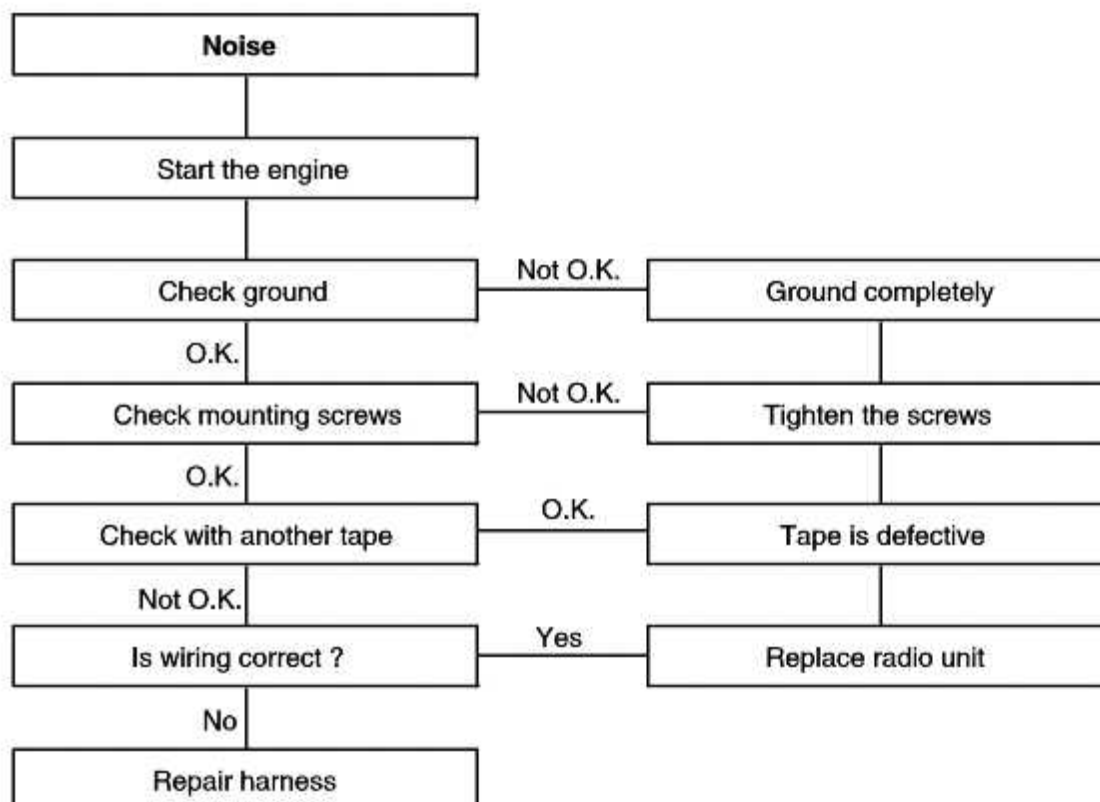 Noise
Start the engine
Check ground
Not O.K.
Ground completely
O.K.
Check mounting screws
Not O.K.
Tighten the screws
O.K.
Check with another tape
O.K.
Tape is defective
Not O.K.
Is wiring correct ?
Yes
Replace radio unit
No
Repair harness